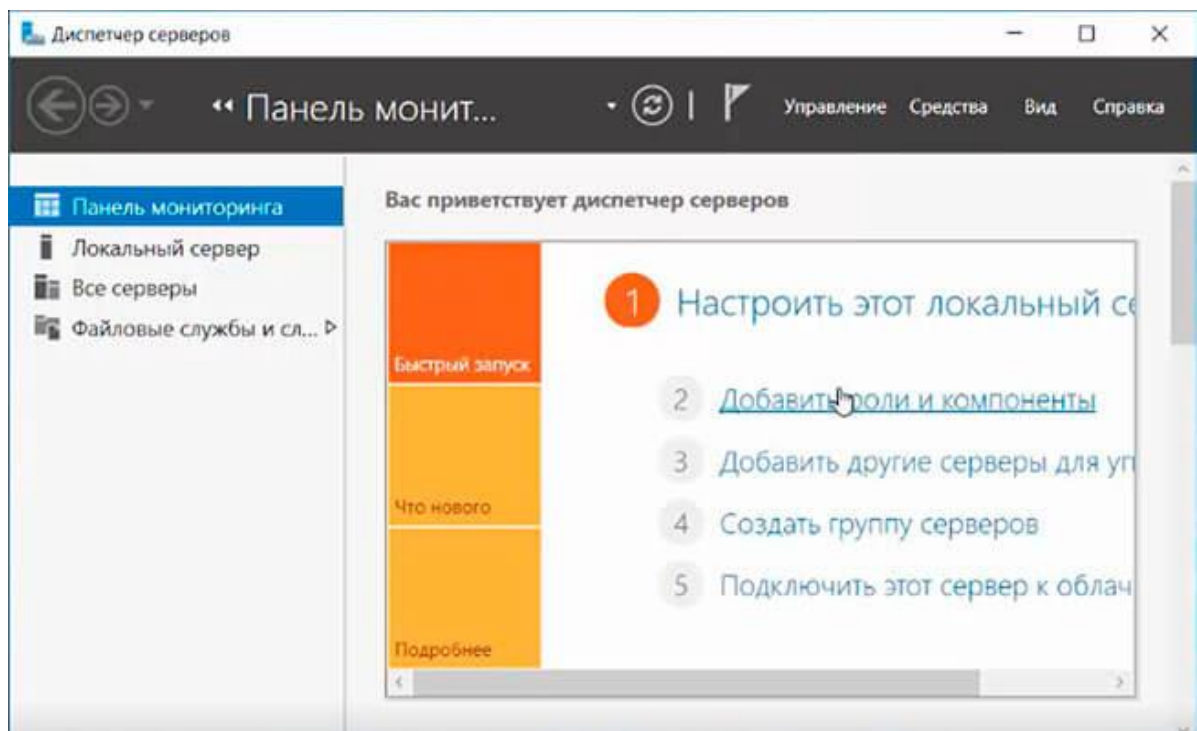 Диспетчер серверов
Панель монит...
Управление Средства Вид Справка
Панель мониторинга
Локальный сервер
Все серверы
Файловые службы и сл...
Вас приветствует диспетчер серверов
Быстрый запуск
Что нового
Подробнее
1 Настроить этот локальный се
2 Добавить роли и компоненты
3 Добавить другие серверы для уп
4 Создать группу серверов
5 Подключить этот сервер к облач